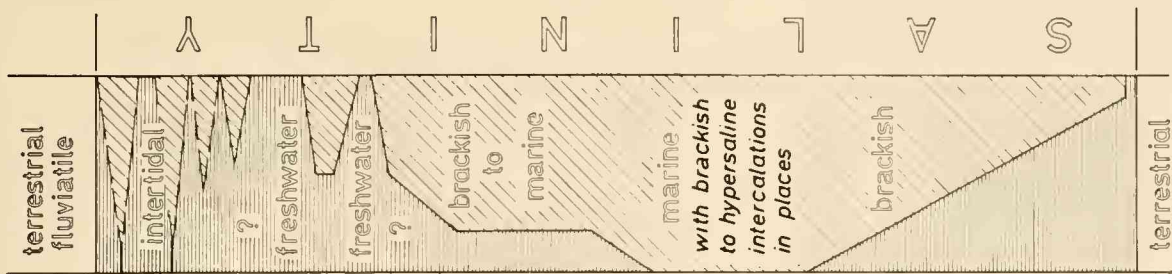 SALINITY
terrestrial
fluviatile
intertidal
?
freshwater
freshwater
?
brackish
to
marine
marine
with brackish
to hypersaline
intercalations
in places
brackish
terrestrial